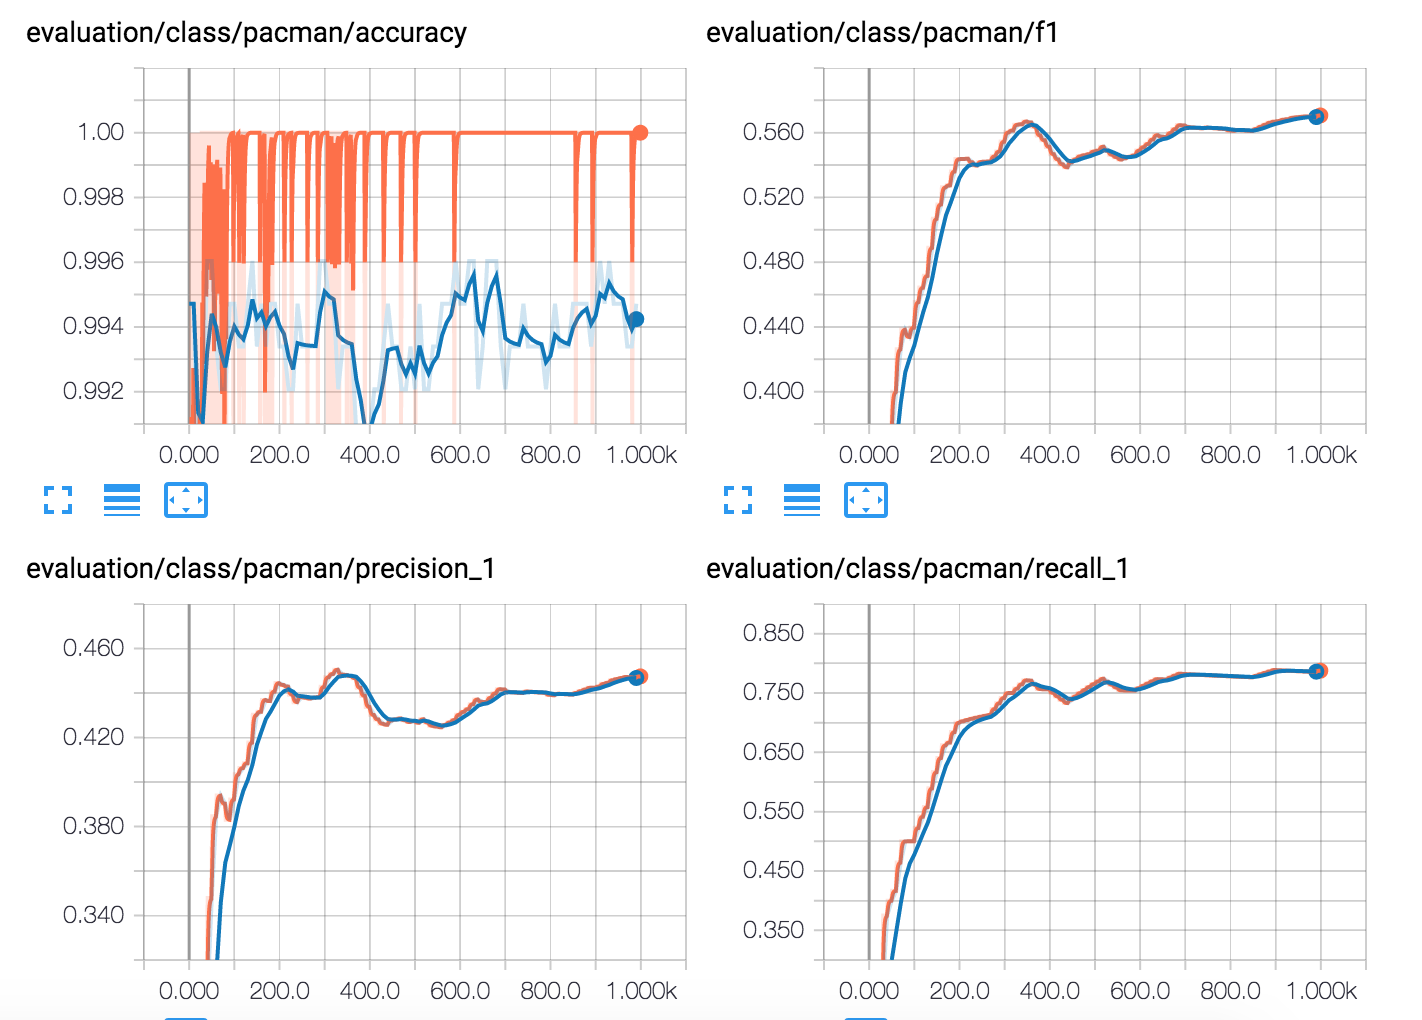 evaluation/class/pacman/accuracy
1.00
0.998
0.996
0.994
0.992
0.000 200.0 400.0 600.0 800.0 1.000k
evaluation/class/pacman/f1
0.560
0.520
0.480
0.440
0.400
0.000 200.0 400.0 600.0 800.0 1.000k
evaluation/class/pacman/precision_1
0.460
0.420
0.380
0.340
0.000 200.0 400.0 600.0 800.0 1.000k
evaluation/class/pacman/recall_1
0.850
0.750
0.650
0.550
0.450
0.350
0.000 200.0 400.0 600.0 800.0 1.000k